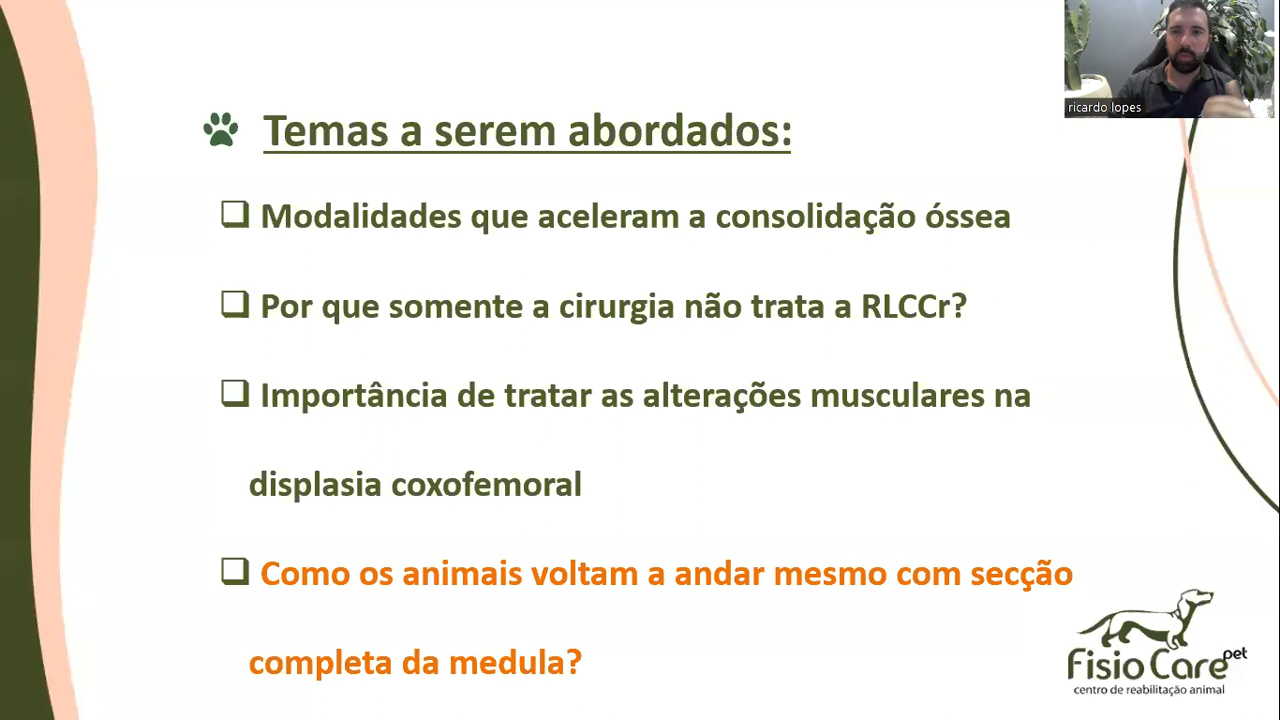 ricardo lopes
Temas a serem abordados:
Modalidades que aceleram a consolidação óssea
Por que somente a cirurgia não trata a RLCCr?
Importância de tratar as alterações musculares na
displasia coxofemoral
Como os animais voltam a andar mesmo com secção
completa da medula?
Fisio Care pet
centro de reabilitação animal